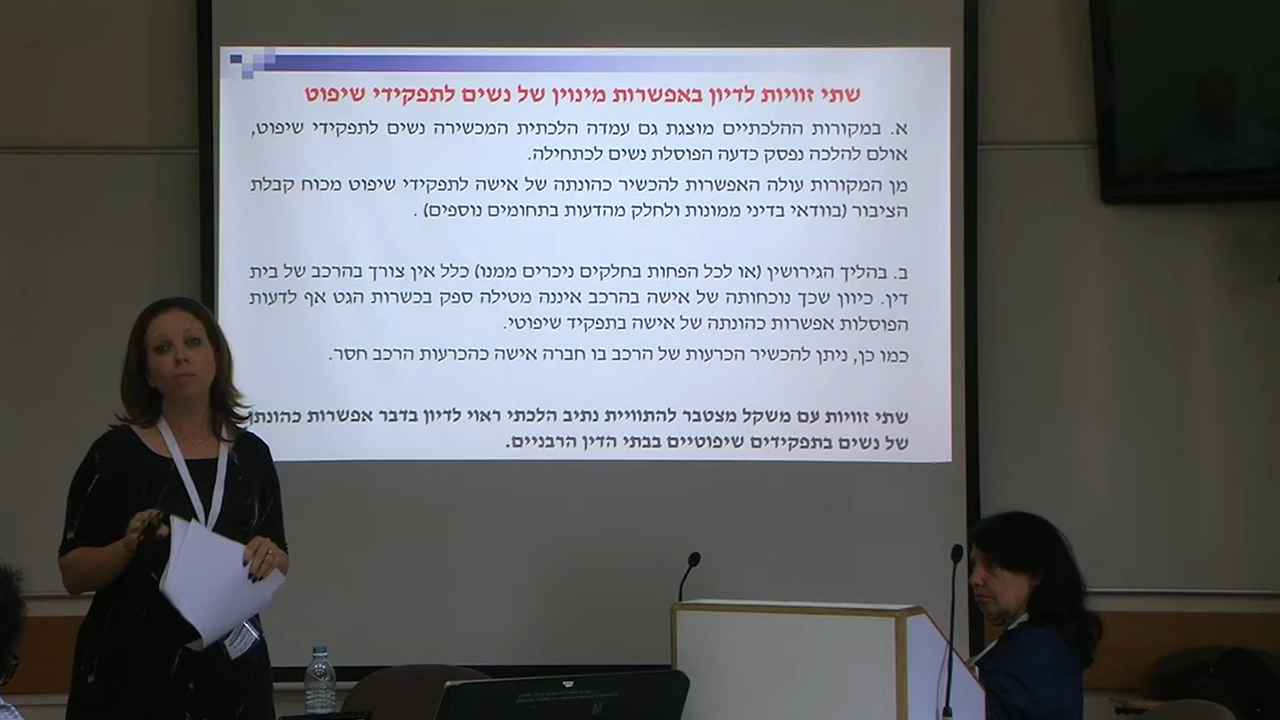 שתי זוויות לדיון באפשרות מינוין של נשים לתפקידי שיפוט
א. במקורות ההלכתיים מוצגת גם עמדה הלכתית המכשירה נשים לתפקידי שיפוט,
אולם להלכה נפסק כדעה הפוסלת נשים לכתחילה.
מן המקורות עולה האפשרות להכשיר כהונתה של אישה לתפקידי שיפוט מכוח קבלת
הציבור (בוודאי בדיני ממונות ולחלק מהדעות בתחומים נוספים) .
ב. בהליך הגירושין (או לכל הפחות בחלקים ניכרים ממנו) כלל אין צורך בהרכב של בית
דין. כיוון שכך נוכחותה של אישה בהרכב איננה מטילה ספק בכשרות הגט אף לדעות
הפוסלות אפשרות כהונתה של אישה בתפקיד שיפוטי.
כמו כן, ניתן להכשיר הכרעות של הרכב בו חברה אישה כהכרעות הרכב חסר.
שתי זוויות עם משקל מצטבר להתוויית נתיב הלכתי ראוי לדיון בדבר אפשרות כהונתן
של נשים בתפקידים שיפוטיים בבתי הדין הרבניים.